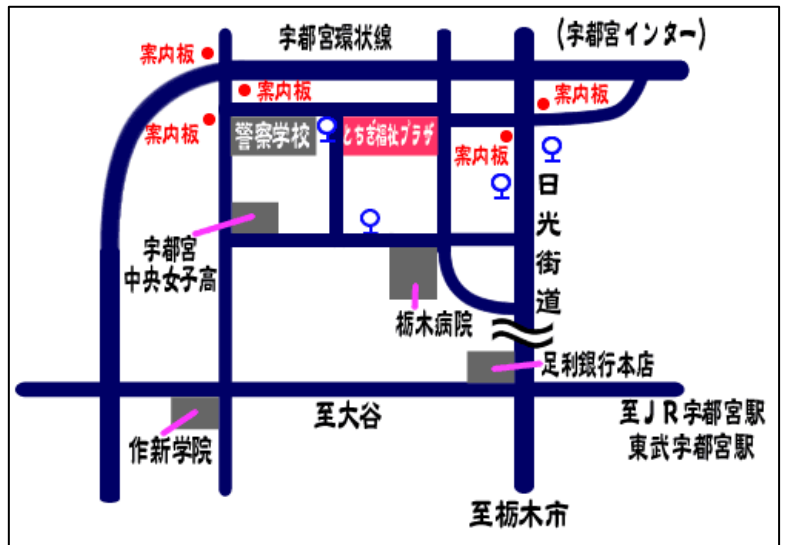 宇都宮環状線
(宇都宮インター)
案内板
案内板
案内板
案内板
案内板
警察学校
とちぎ福祉プラザ
日光街道
宇都宮
中央女子高
栃木病院
足利銀行本店
作新学院
至大谷
至JR宇都宮駅
東武宇都宮駅
至栃木市